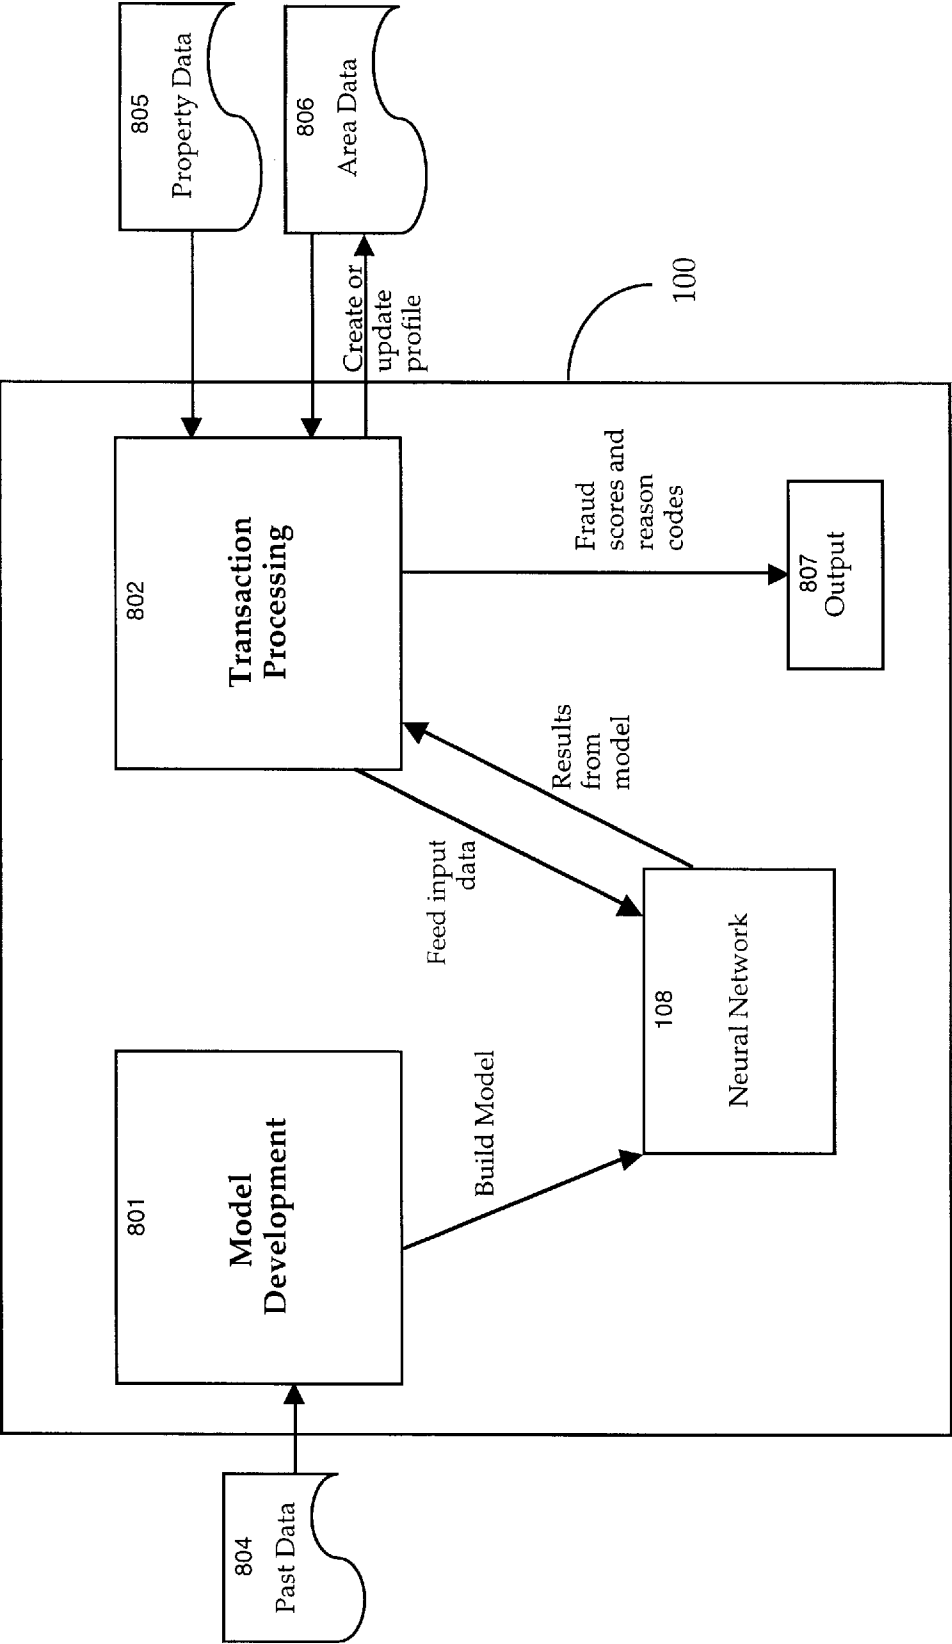 804
Past Data
801
Model
Development
Build Model
108
Neural Network
Feed input
data
Results
from
model
802
Transaction
Processing
Fraud
scores and
reason
codes
807
Output
805
Property Data
806
Area Data
Create or
update
profile
100